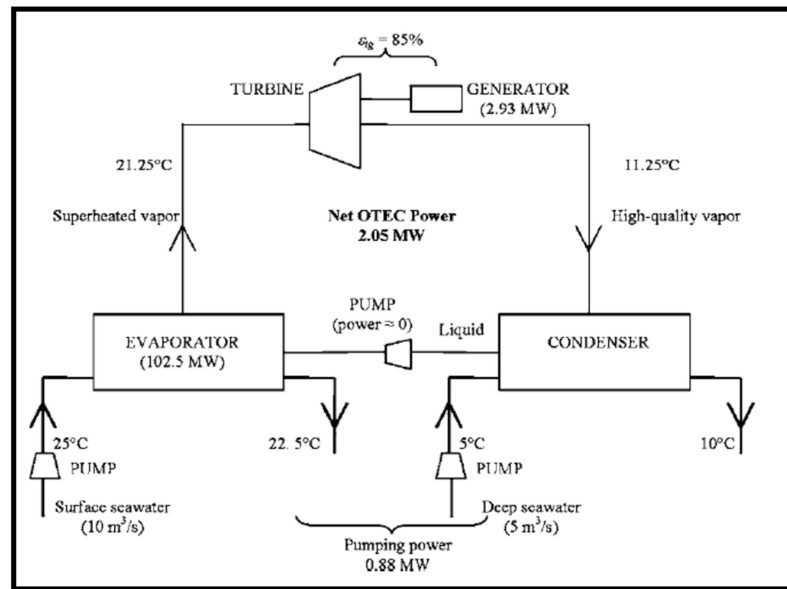 εtg = 85%
TURBINE
GENERATOR
(2.93 MW)
21.25°C
11.25°C
Superheated vapor
Net OTEC Power
2.05 MW
High-quality vapor
PUMP
(power ≈ 0)
Liquid
EVAPORATOR
(102.5 MW)
CONDENSER
25°C
22. 5°C
5°C
10°C
PUMP
PUMP
Surface seawater
(10 m³/s)
Deep seawater
(5 m³/s)
Pumping power
0.88 MW